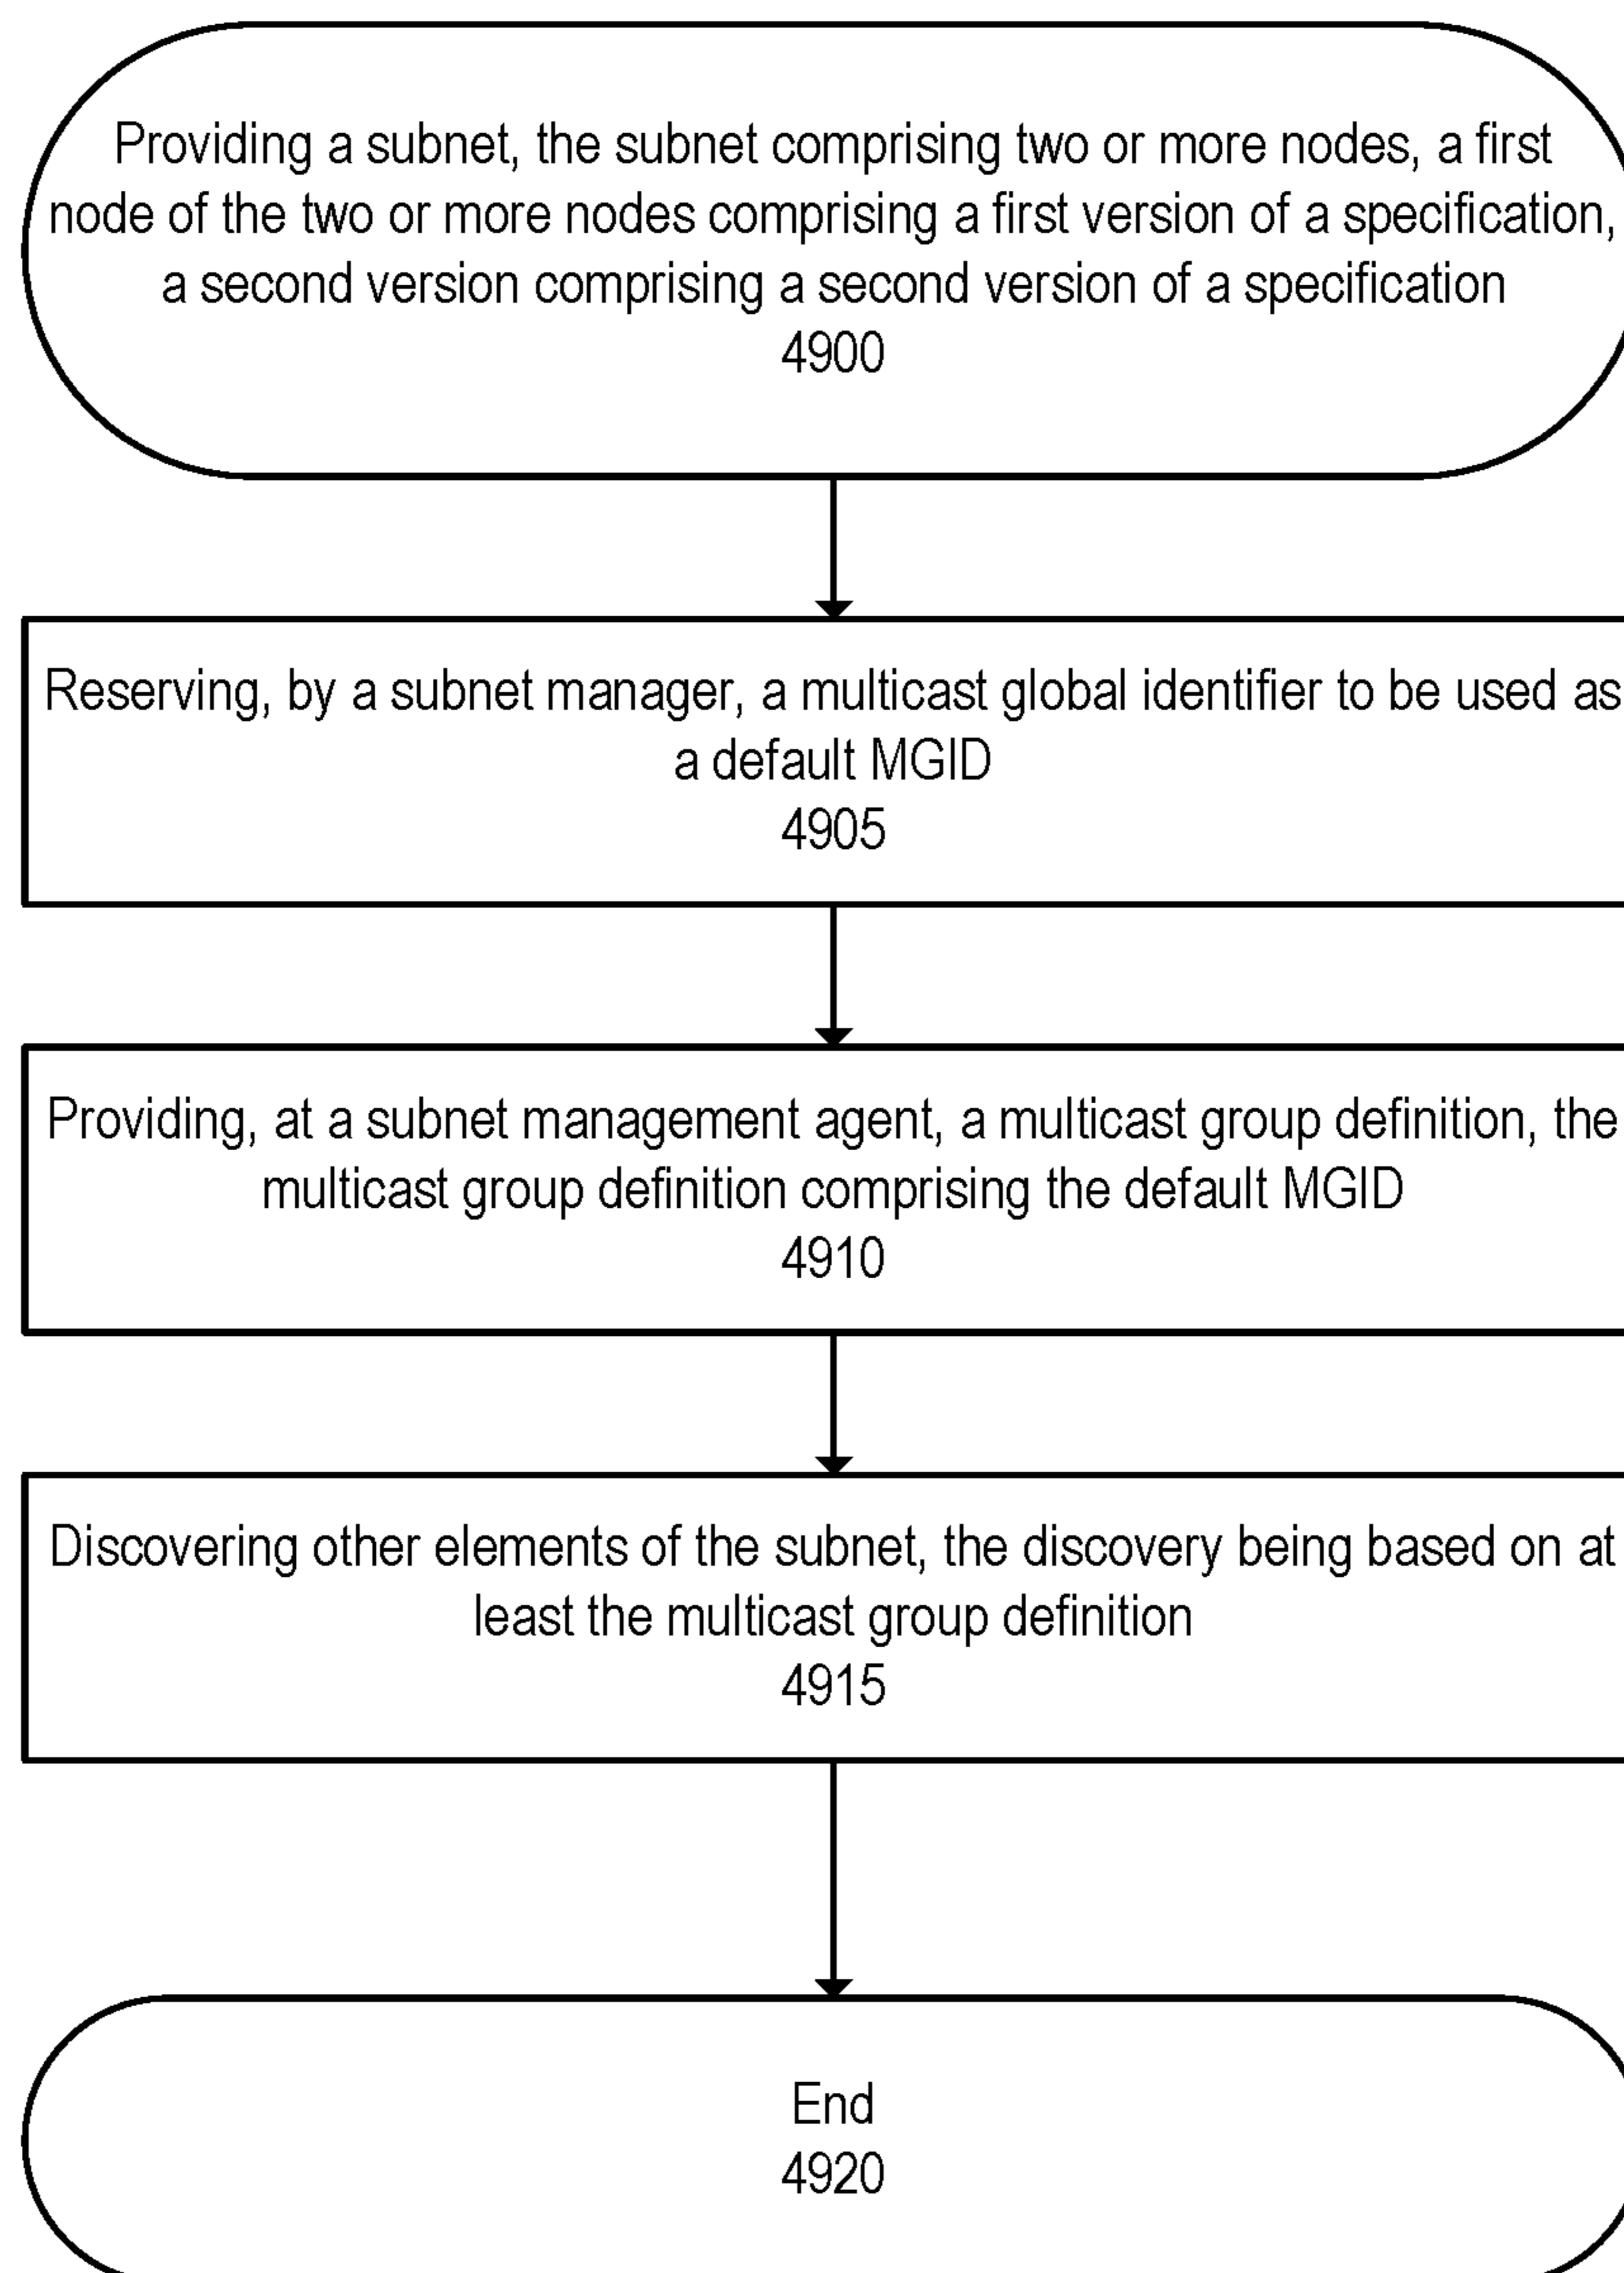 Providing a subnet, the subnet comprising two or more nodes, a first
node of the two or more nodes comprising a first version of a specification,
a second version comprising a second version of a specification
4900
Reserving, by a subnet manager, a multicast global identifier to be used as
a default MGID
4905
Providing, at a subnet management agent, a multicast group definition, the
multicast group definition comprising the default MGID
4910
Discovering other elements of the subnet, the discovery being based on at
least the multicast group definition
4915
End
4920